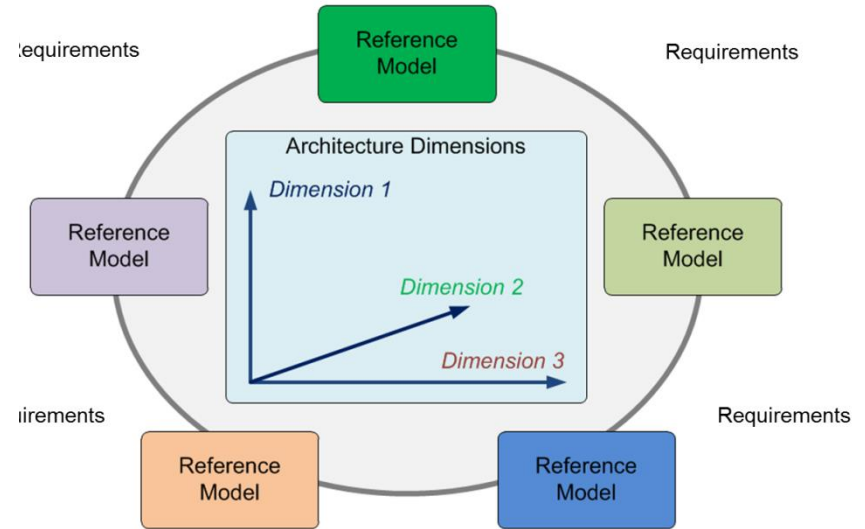 Reference
Model
Requirements
Requirements
Architecture Dimensions
Dimension 1
Reference
Model
Reference
Model
Dimension 2
Dimension 3
uirements
Requirements
Reference
Model
Reference
Model